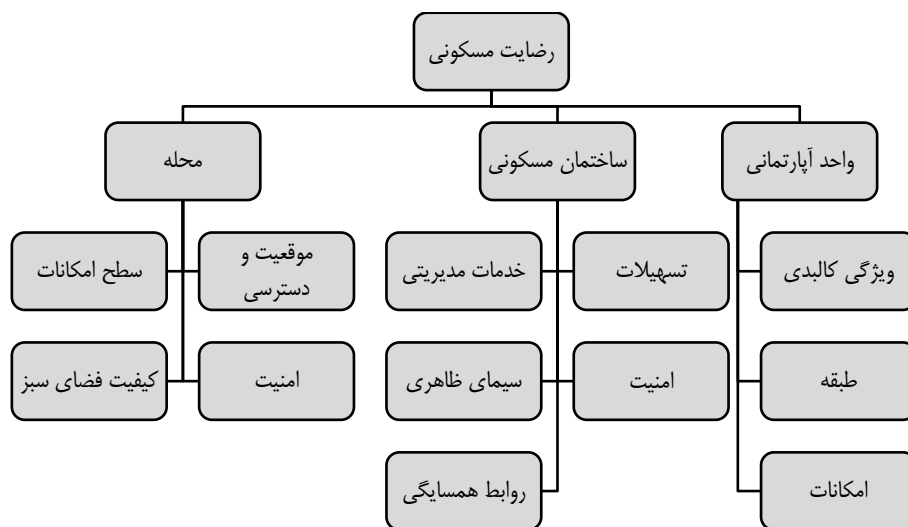 رضایت مسکونی
واحد آپارتمانی
ساختمان مسکونی
محله
ویژگی کالبدی
طبقه
امکانات
تسهیلات
خدمات مدیریتی
امنیت
سیمای ظاهری
روابط همسایگی
موقعیت و
دسترسی
سطح امکانات
امنیت
کیفیت فضای سبز